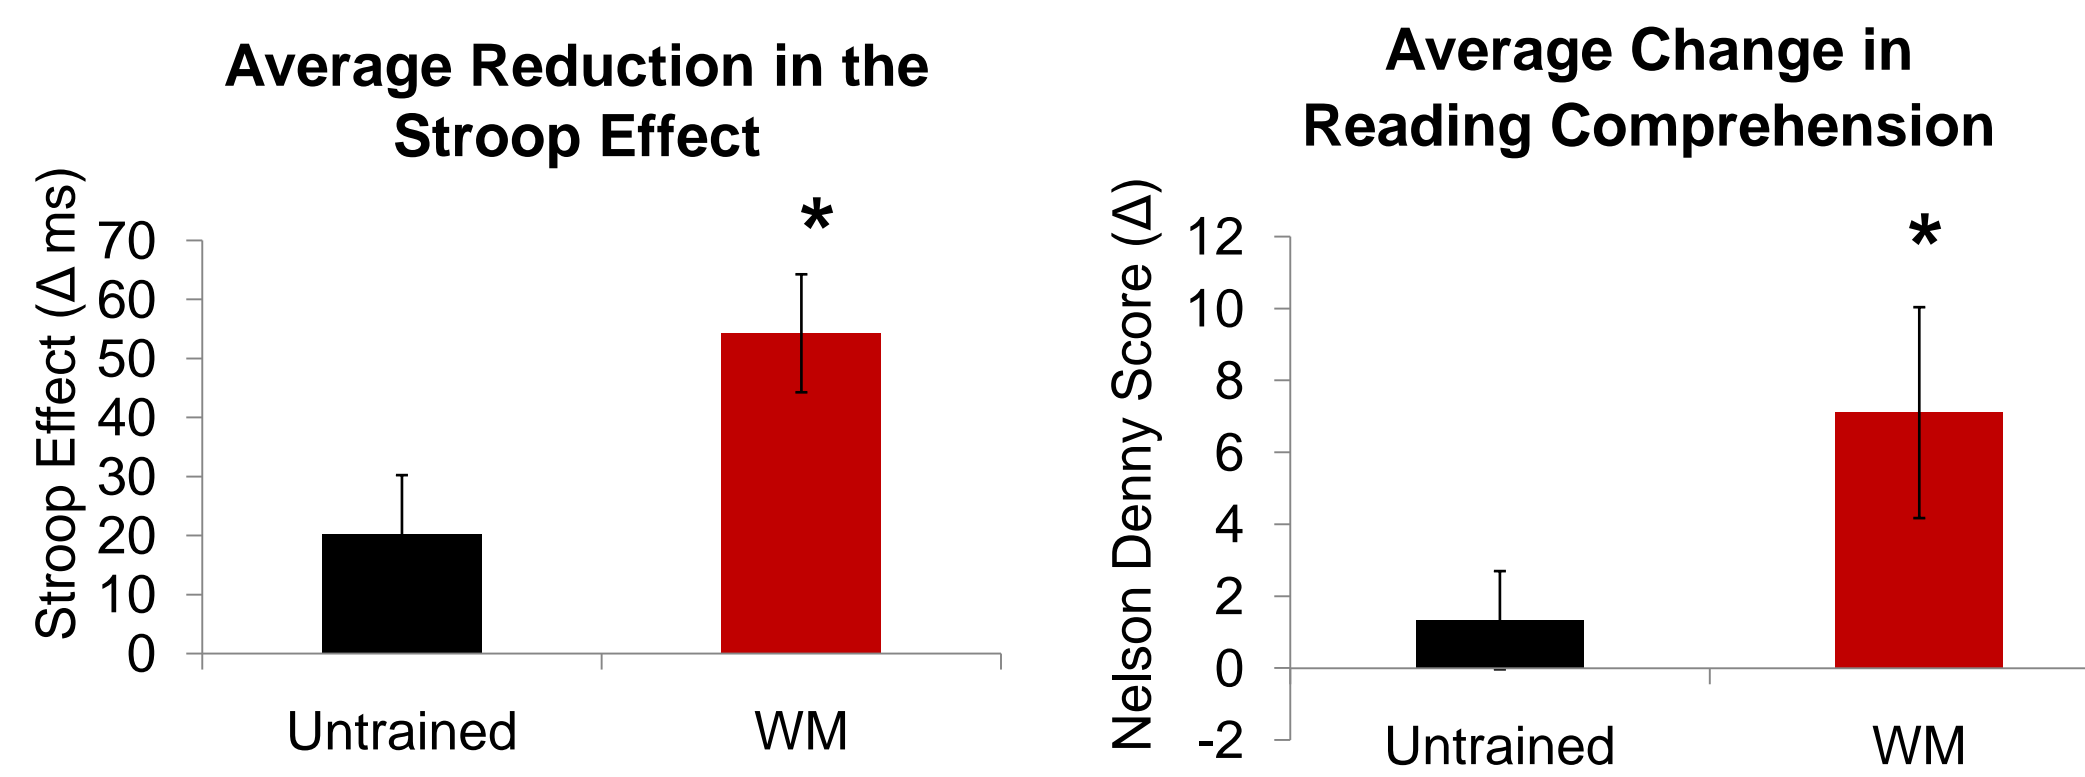 Average Reduction in the
Stroop Effect
Stroop Effect (Δ ms)
70
60
50
40
30
20
10
0
*
Untrained
WM
Average Change in
Reading Comprehension
Nelson Denny Score (Δ)
12
10
8
6
4
2
0
-2
*
Untrained
WM